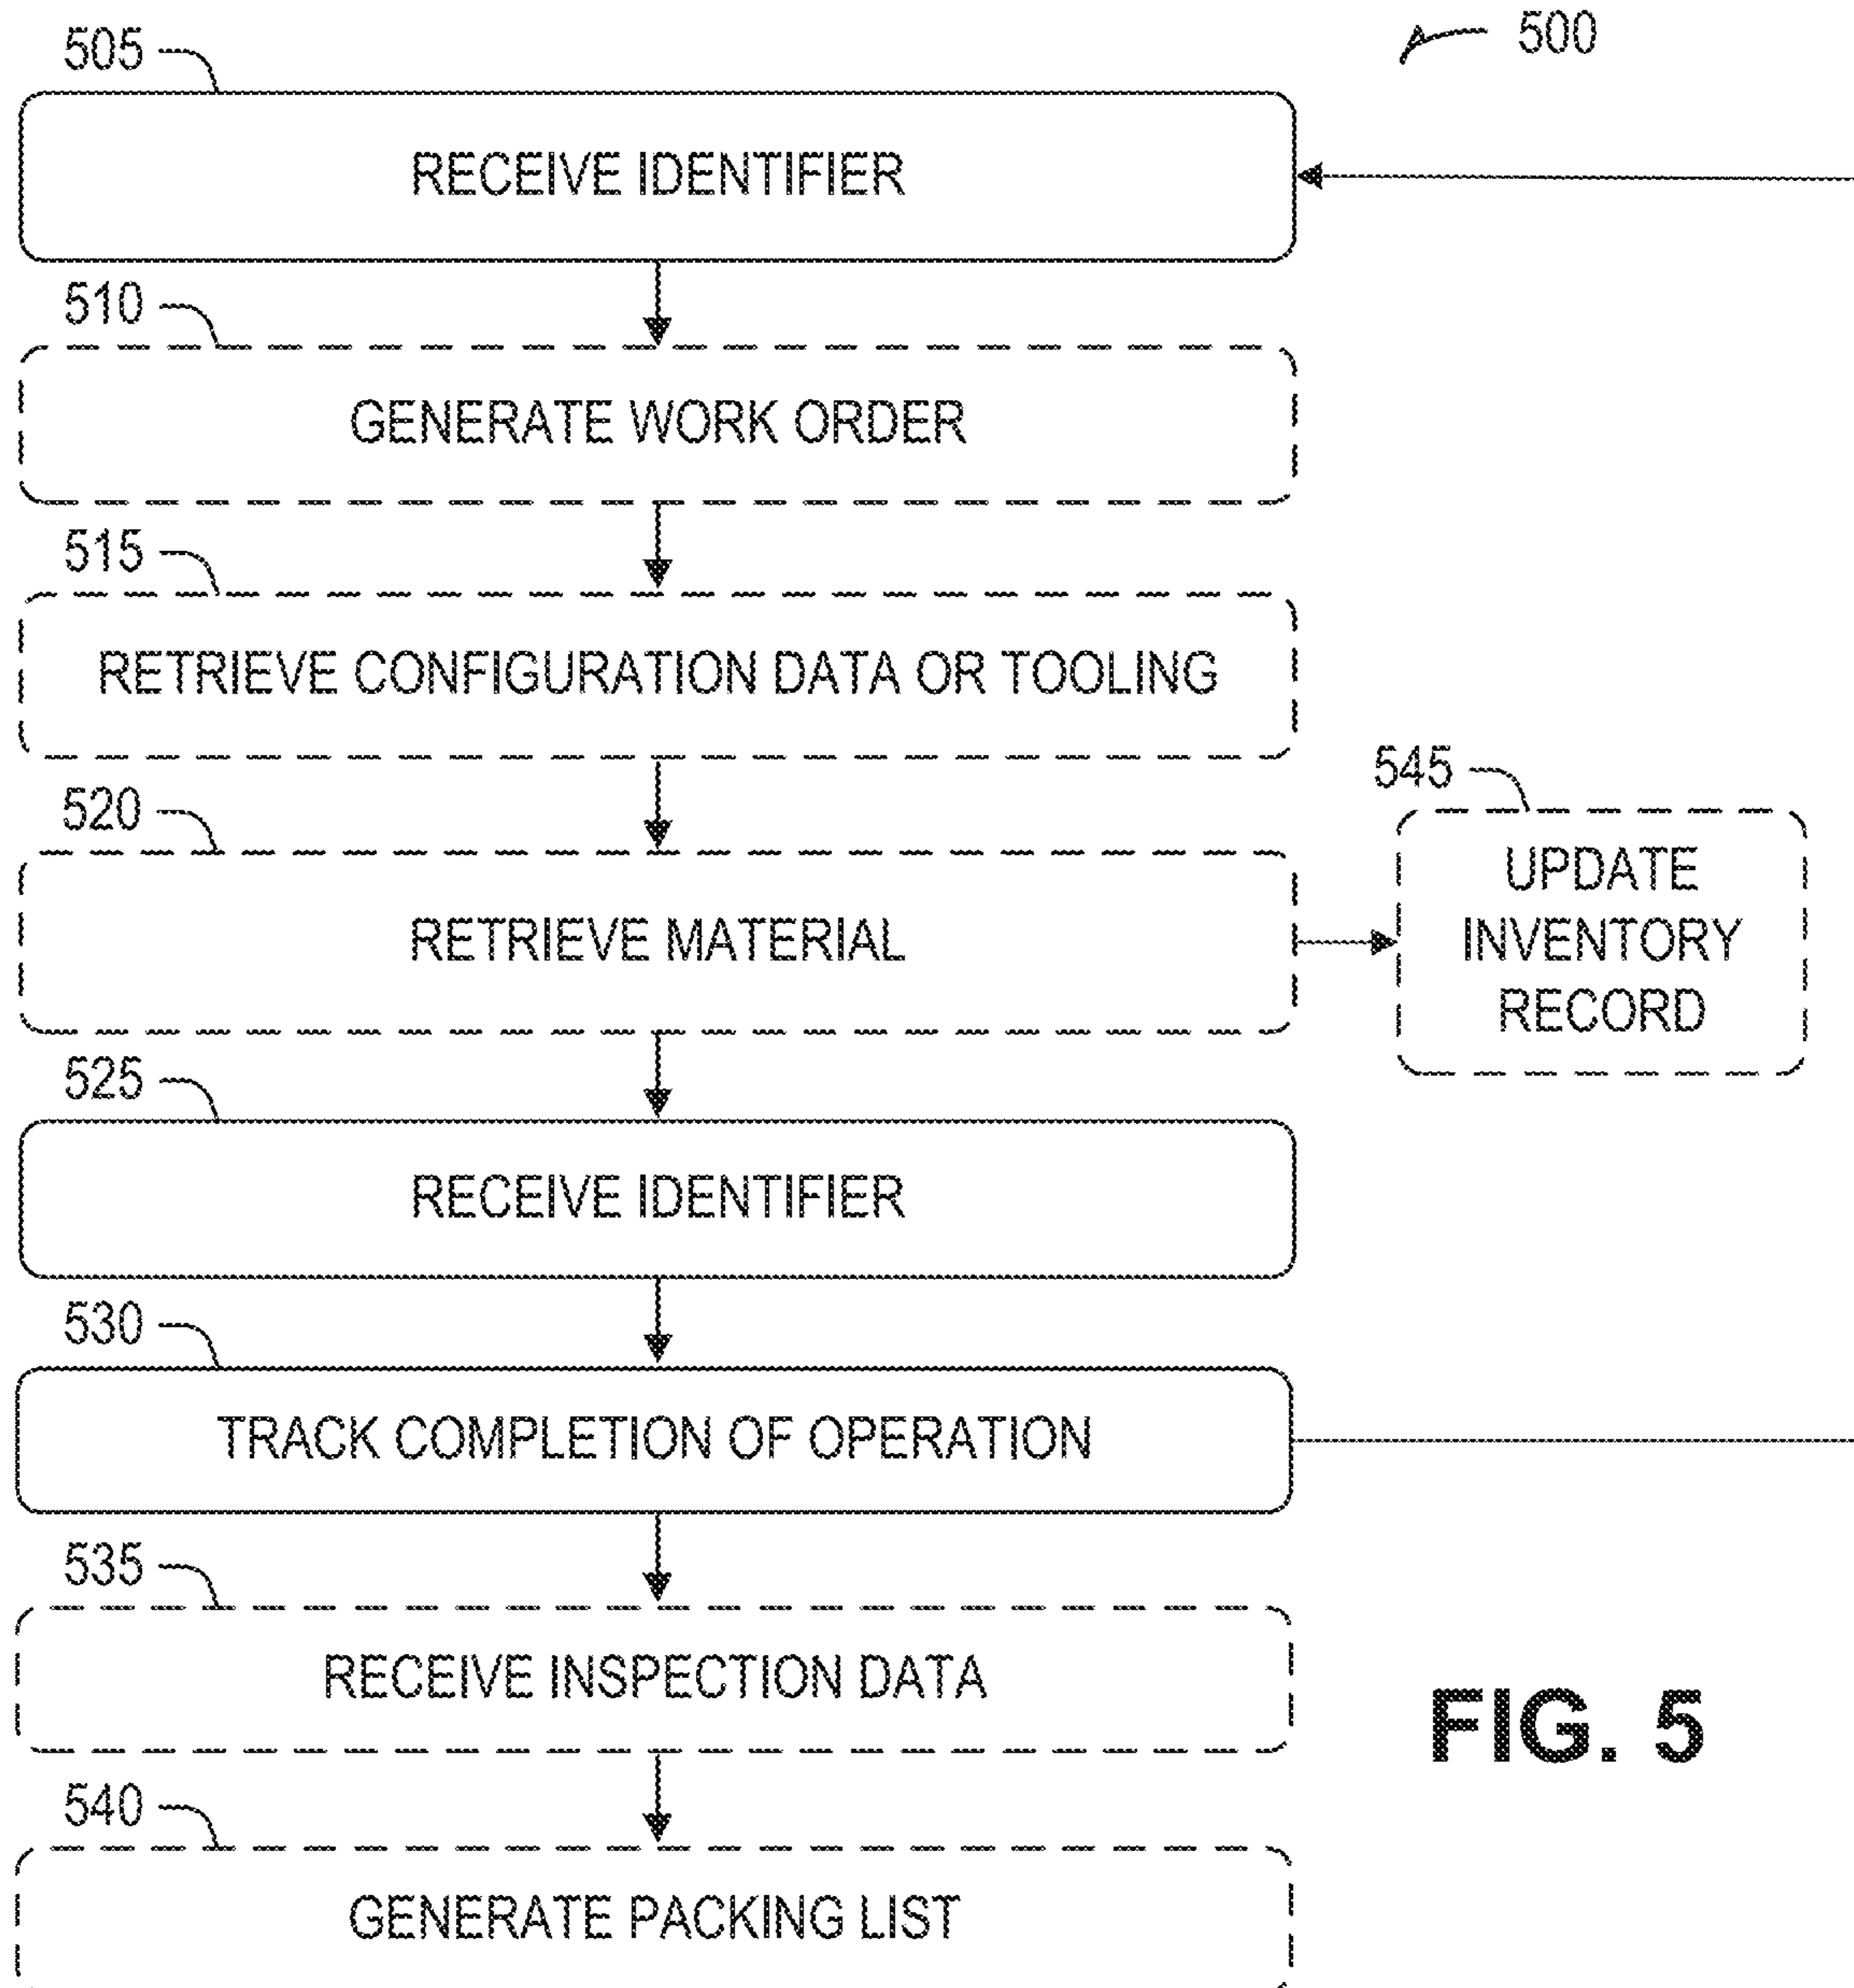 505
500
RECEIVE IDENTIFIER
510
GENERATE WORK ORDER
515
RETRIEVE CONFIGURATION DATA OR TOOLING
520
545
RETRIEVE MATERIAL
UPDATE
INVENTORY
RECORD
525
RECEIVE IDENTIFIER
530
TRACK COMPLETION OF OPERATION
535
RECEIVE INSPECTION DATA
FIG. 5
540
GENERATE PACKING LIST